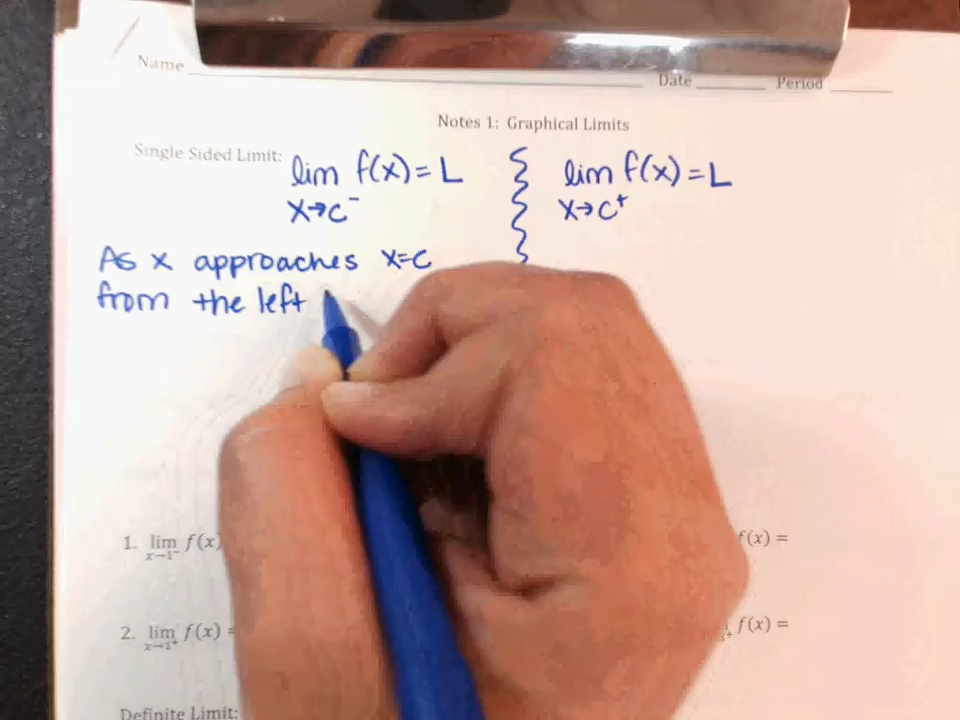 Name
Date Period
Notes 1: Graphical Limits
Single Sided Limit: lim f(x) = L lim f(x) = L
x→c⁻ x→c⁺
As x approaches x=c
from the left
1. lim f(x) f(x) =
x→1⁻
2. lim f(x) = f(x) =
x→1⁺ 3⁺
Definite Limit: